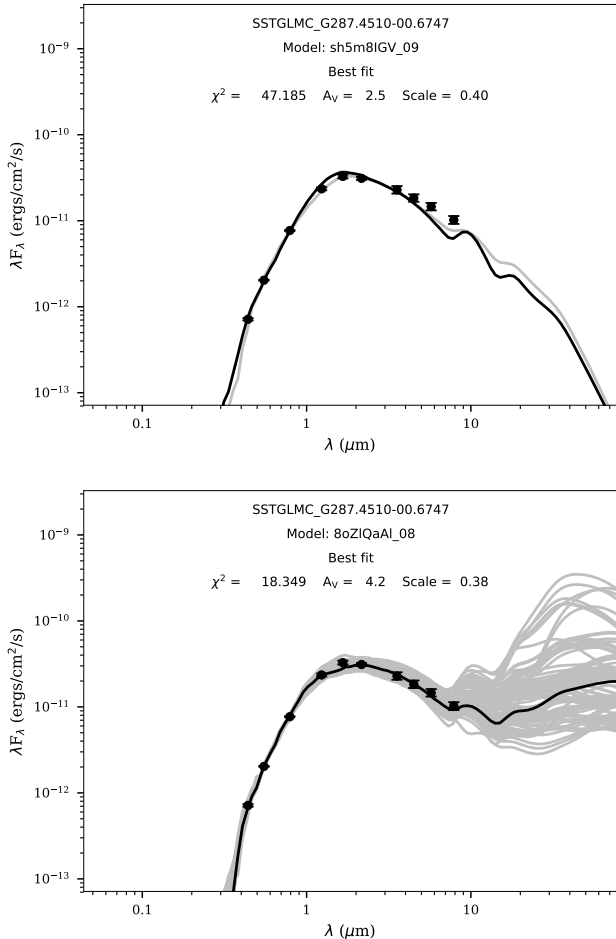 SSTGLMC_G287.4510-00.6747
Model: sh5m8IGV_09
Best fit
χ² = 47.185 Aᵥ = 2.5 Scale = 0.40
10⁻⁹
10⁻¹⁰
10⁻¹¹
10⁻¹²
10⁻¹³
λF_λ (ergs/cm²/s)
0.1 1 10
λ (μm)
SSTGLMC_G287.4510-00.6747
Model: 8oZlQaAl_08
Best fit
χ² = 18.349 Aᵥ = 4.2 Scale = 0.38
10⁻⁹
10⁻¹⁰
10⁻¹¹
10⁻¹²
10⁻¹³
λF_λ (ergs/cm²/s)
0.1 1 10
λ (μm)